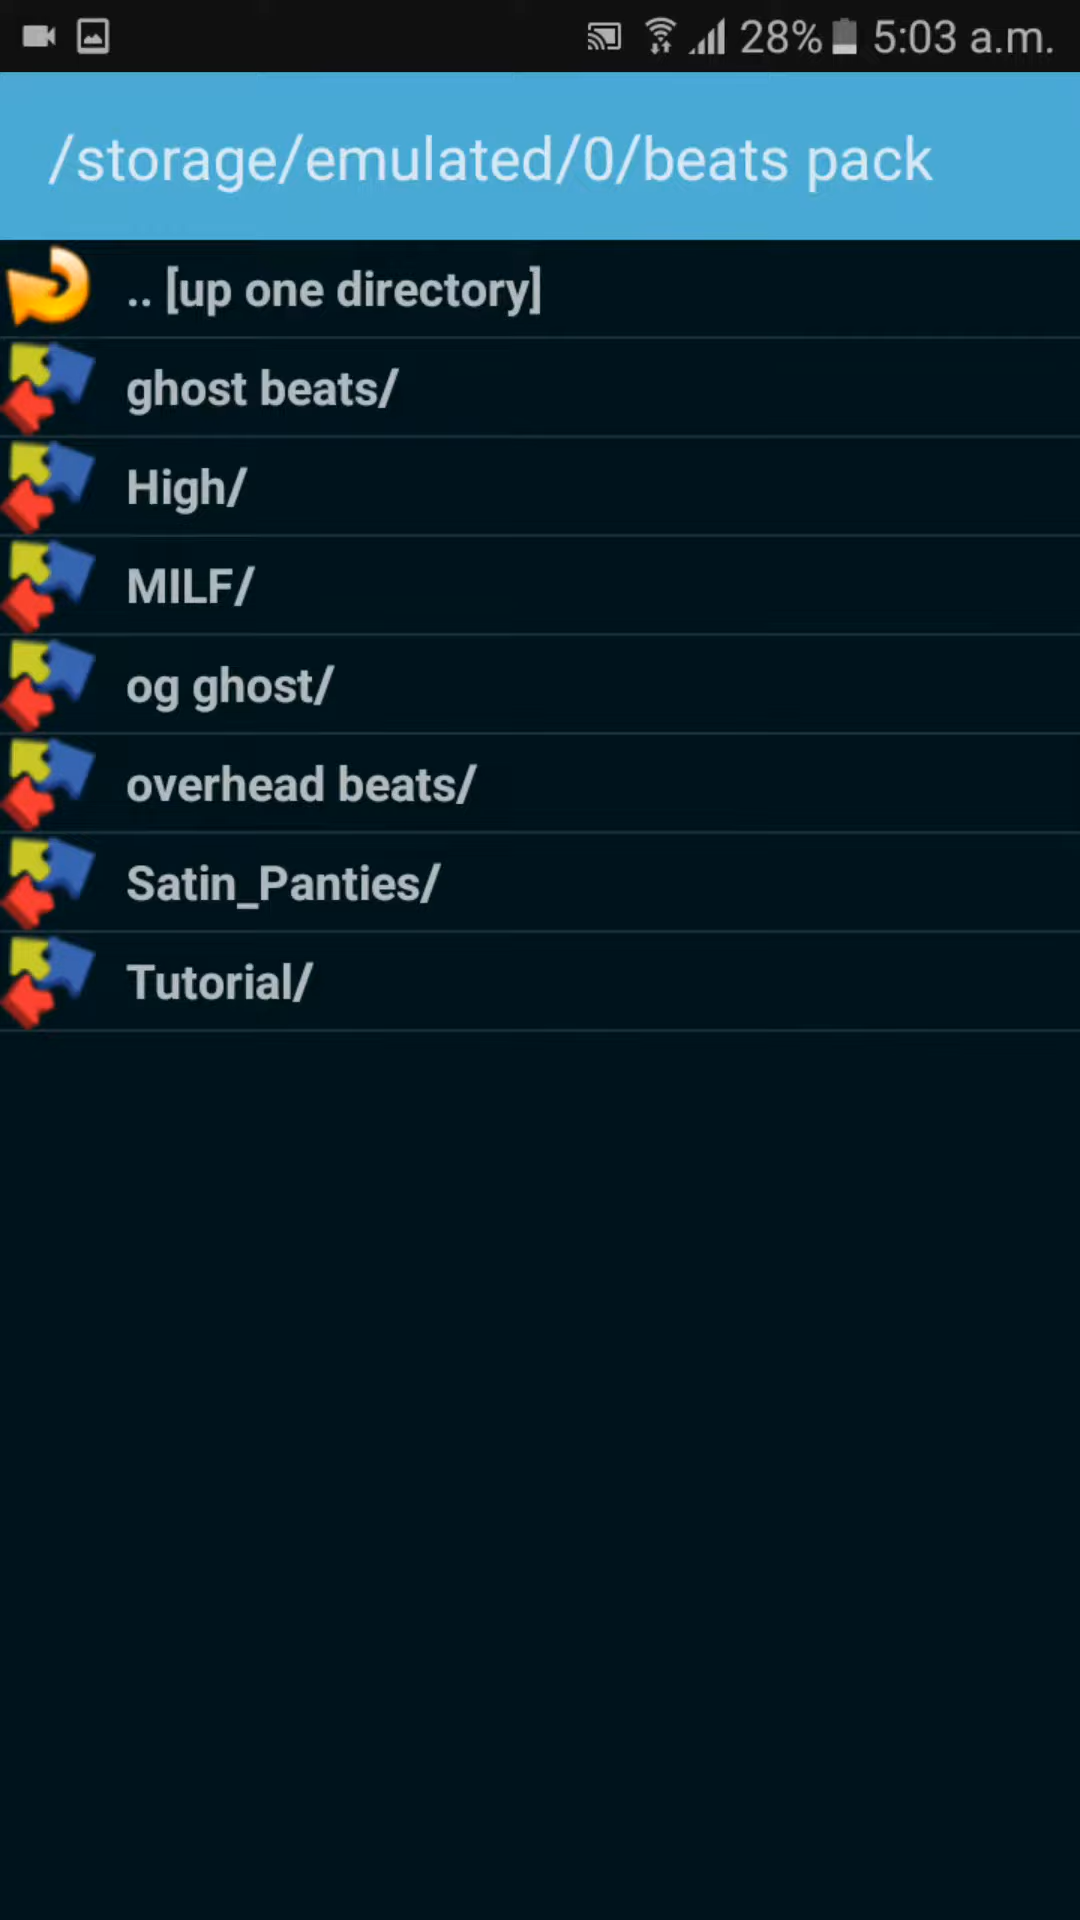 28% 5:03 a.m.
/storage/emulated/0/beats pack
.. [up one directory]
ghost beats/
High/
MILF/
og ghost/
overhead beats/
Satin_Panties/
Tutorial/